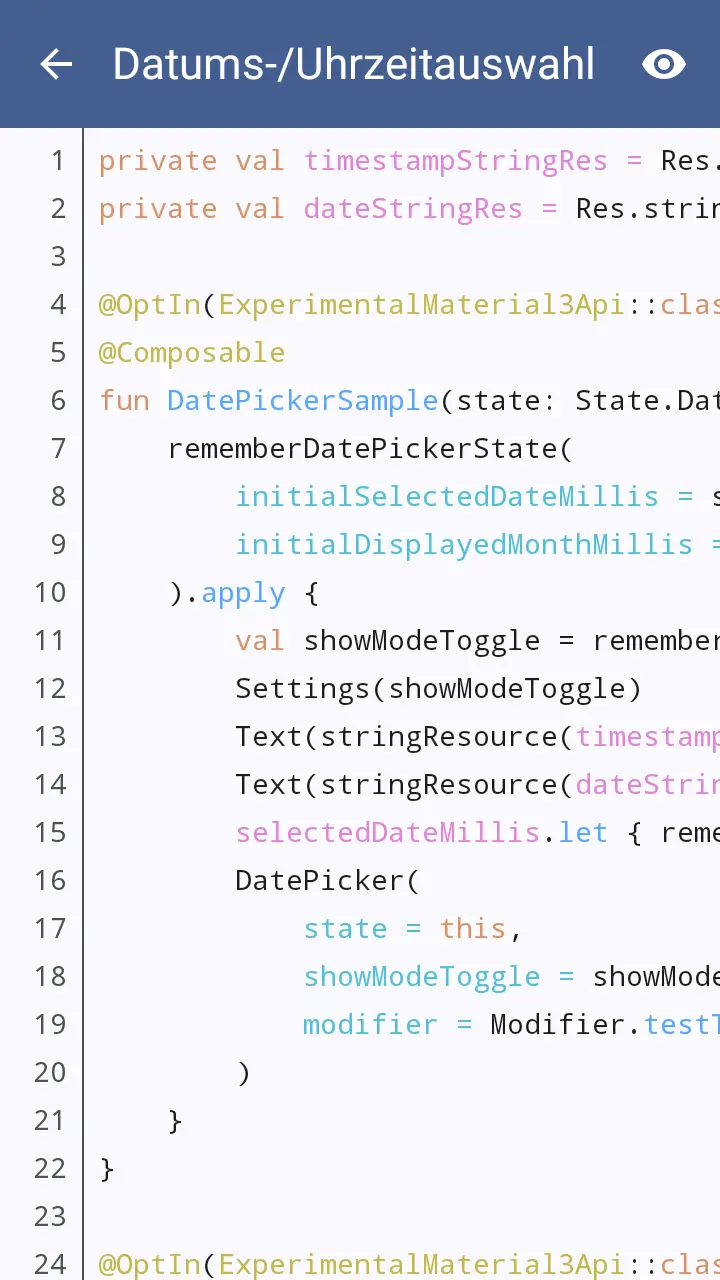 Datums-/Uhrzeitauswahl
1 private val timestampStringRes = Res.
2 private val dateStringRes = Res.strin
3
4 @OptIn(ExperimentalMaterial3Api::clas
5 @Composable
6 fun DatePickerSample(state: State.Dat
7     rememberDatePickerState(
8         initialSelectedDateMillis = s
9         initialDisplayedMonthMillis =
10     ).apply {
11         val showModeToggle = remember
12         Settings(showModeToggle)
13         Text(stringResource(timestamp
14         Text(stringResource(dateStrin
15         selectedDateMillis.let { reme
16         DatePicker(
17             state = this,
18             showModeToggle = showMode
19             modifier = Modifier.testT
20         )
21     }
22 }
23
24 @OptIn(ExperimentalMaterial3Api::clas